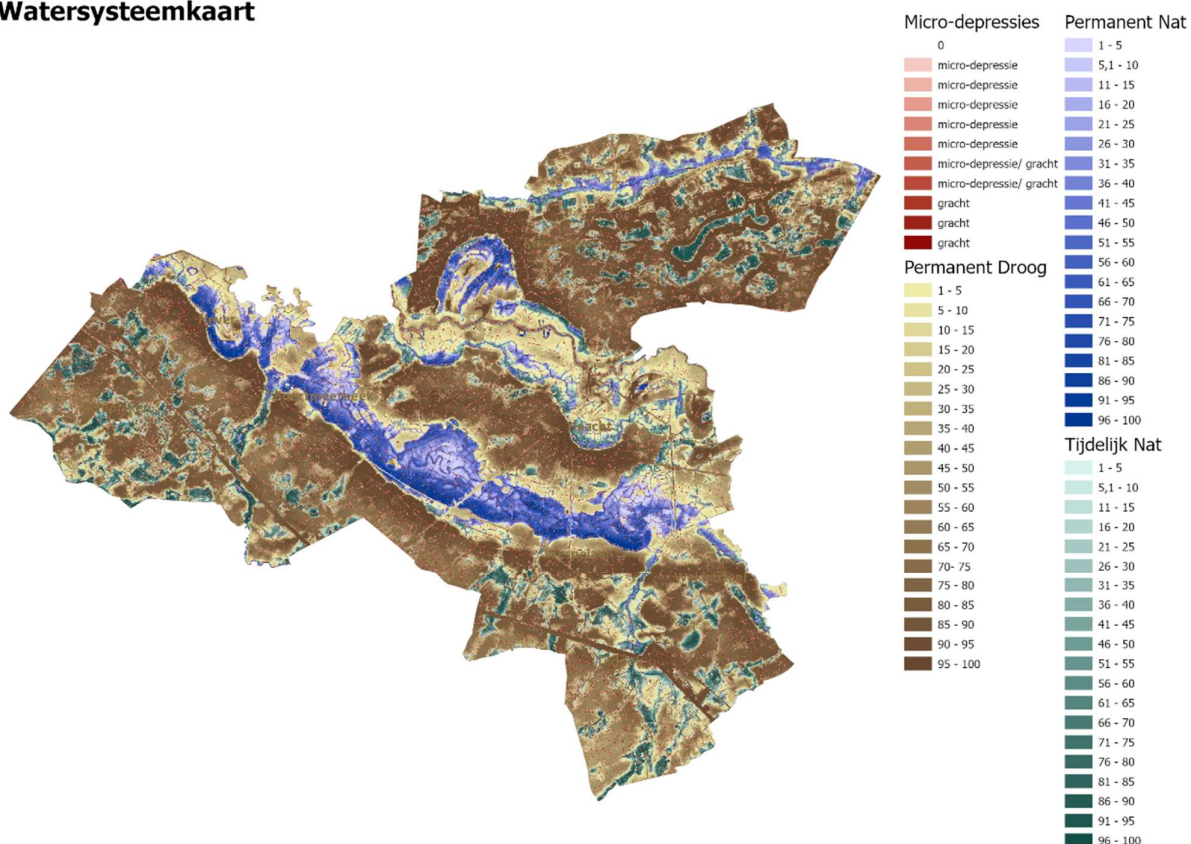 Watersysteemkaart
Micro-depressies
0
micro-depressie
micro-depressie
micro-depressie
micro-depressie
micro-depressie
micro-depressie/ gracht
micro-depressie/ gracht
gracht
gracht
gracht
Permanent Droog
1 - 5
5 - 10
10 - 15
15 - 20
20 - 25
25 - 30
30 - 35
35 - 40
40 - 45
45 - 50
50 - 55
55 - 60
60 - 65
65 - 70
70- 75
75 - 80
80 - 85
85 - 90
90 - 95
95 - 100
Permanent Nat
1 - 5
5,1 - 10
11 - 15
16 - 20
21 - 25
26 - 30
31 - 35
36 - 40
41 - 45
46 - 50
51 - 55
56 - 60
61 - 65
66 - 70
71 - 75
76 - 80
81 - 85
86 - 90
91 - 95
96 - 100
Tijdelijk Nat
1 - 5
5,1 - 10
11 - 15
16 - 20
21 - 25
26 - 30
31 - 35
36 - 40
41 - 45
46 - 50
51 - 55
56 - 60
61 - 65
66 - 70
71 - 75
76 - 80
81 - 85
86 - 90
91 - 95
96 - 100